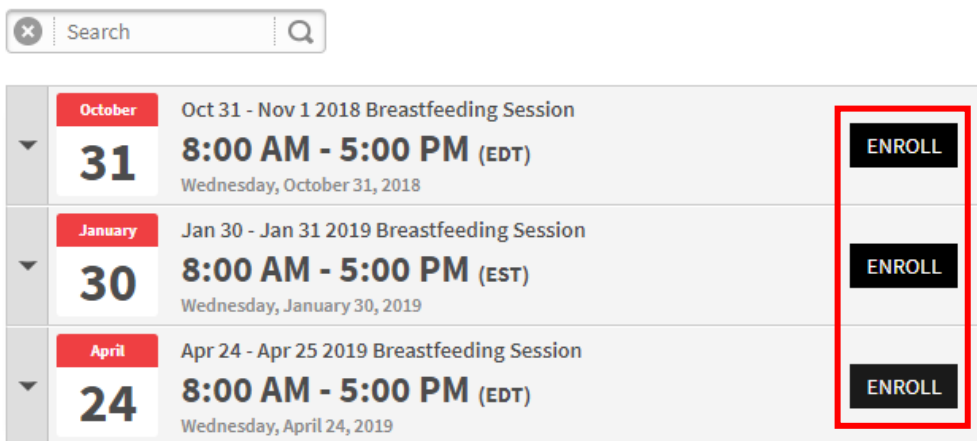 Search
October
31
Oct 31 - Nov 1 2018 Breastfeeding Session
8:00 AM - 5:00 PM (EDT)
Wednesday, October 31, 2018
ENROLL
January
30
Jan 30 - Jan 31 2019 Breastfeeding Session
8:00 AM - 5:00 PM (EST)
Wednesday, January 30, 2019
ENROLL
April
24
Apr 24 - Apr 25 2019 Breastfeeding Session
8:00 AM - 5:00 PM (EDT)
Wednesday, April 24, 2019
ENROLL